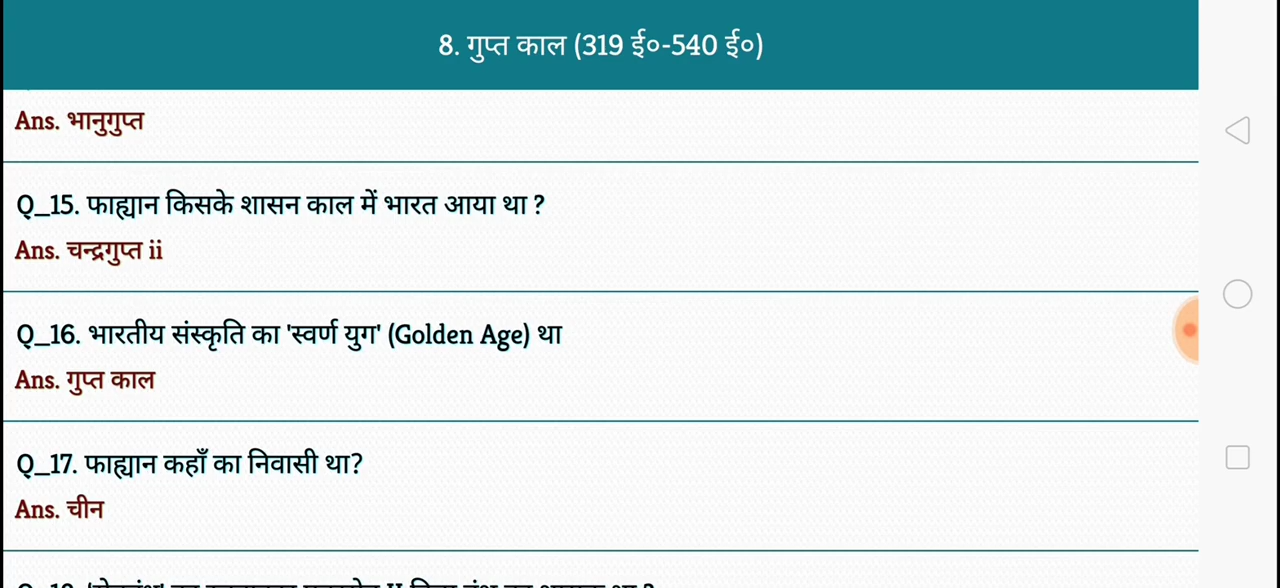 8. गुप्त काल (319 ई०-540 ई०)
Ans. भानुगुप्त
Q_15. फाह्यान किसके शासन काल में भारत आया था ?
Ans. चन्द्रगुप्त ii
Q_16. भारतीय संस्कृति का 'स्वर्ण युग' (Golden Age) था
Ans. गुप्त काल
Q_17. फाह्यान कहाँ का निवासी था?
Ans. चीन